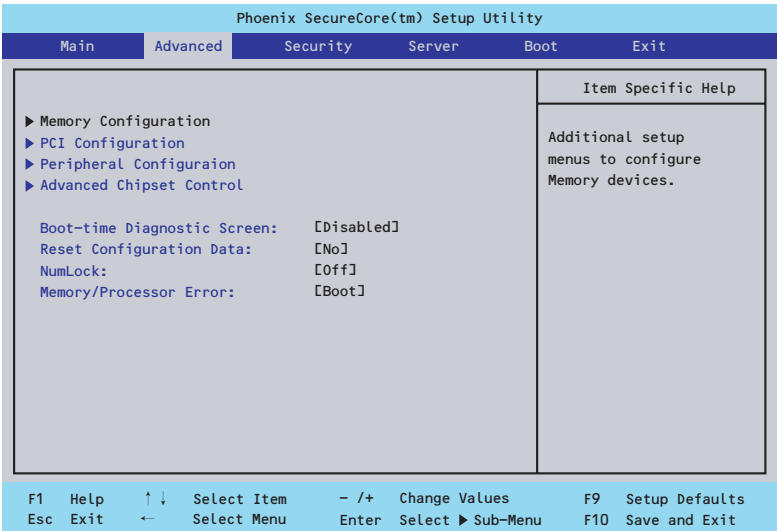 Phoenix SecureCore(tm) Setup Utility
Main Advanced Security Server Boot Exit
Item Specific Help
▶ Memory Configuration
▶ PCI Configuration
▶ Peripheral Configuraion
▶ Advanced Chipset Control
Additional setup
menus to configure
Memory devices.
Boot-time Diagnostic Screen: [Disabled]
Reset Configuration Data: [No]
NumLock: [Off]
Memory/Processor Error: [Boot]
F1 Help ↑↓ Select Item - /+ Change Values F9 Setup Defaults
Esc Exit ← Select Menu Enter Select ▶ Sub-Menu F10 Save and Exit